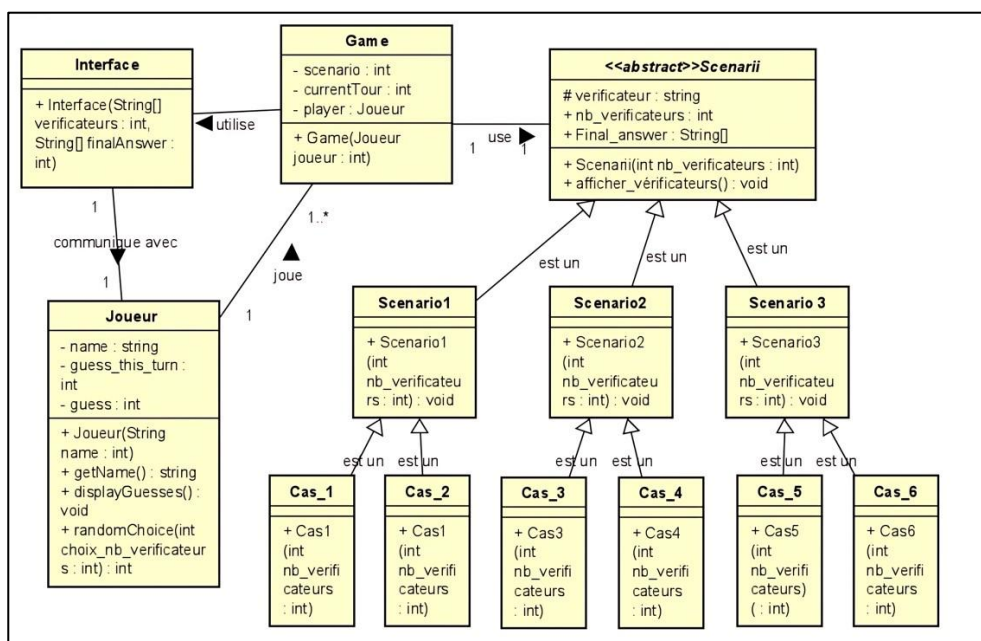 Interface
+ Interface(String[]
verificateurs : int,
String[] finalAnswer :
int)
utilise
Game
- scenario : int
- currentTour : int
- player : Joueur
+ Game(Joueur
joueur : int)
use
1
1
<<abstract>>Scenarii
# verificateur : string
+ nb_verificateurs : int
+ Final_answer : String[]
+ Scenarii(int nb_verificateurs : int)
+ afficher_vérificateurs() : void
1
communique avec
1
1..*
joue
1
Joueur
- name : string
- guess_this_turn :
int
- guess : int
+ Joueur(String
name : int)
+ getName() : string
+ displayGuesses() :
void
+ randomChoice(int
choix_nb_verificateur
s : int) : int
est un
est un
est un
Scenario1
+ Scenario1
(int
nb_verificateu
rs : int) : void
Scenario2
+ Scenario2
(int
nb_verificateu
rs : int) : void
Scenario 3
+ Scenario3
(int
nb_verificateu
rs : int) : void
est un
est un
est un
est un
est un
est un
Cas_1
+ Cas1
(int
nb_verifi
cateurs
: int)
Cas_2
+ Cas1
(int
nb_verifi
cateurs
: int)
Cas_3
+ Cas3
(int
nb_verifi
cateurs
: int)
Cas_4
+ Cas4
(int
nb_verifi
cateurs
: int)
Cas_5
+ Cas5
(int
nb_verifi
cateurs)
( : int)
Cas_6
+ Cas6
(int
nb_verifi
cateurs
: int)